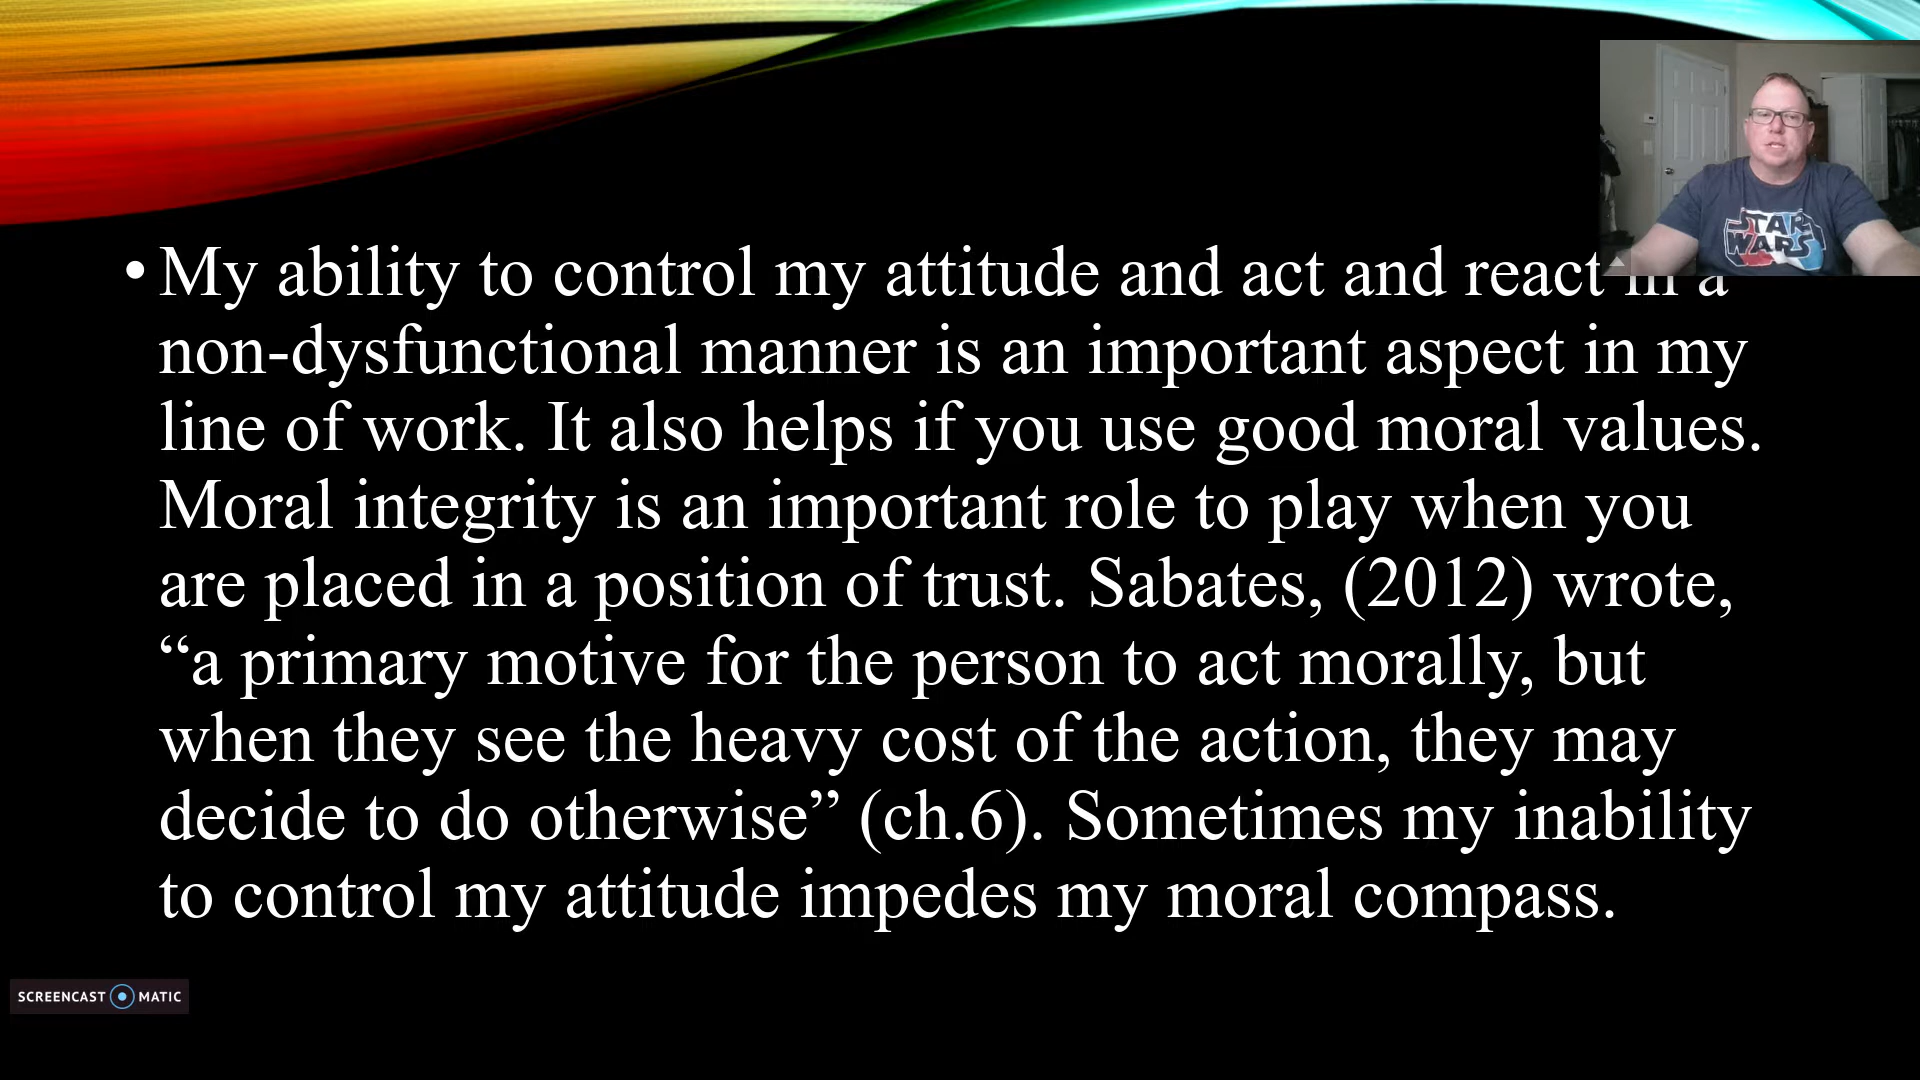 STAR
WARS
• My ability to control my attitude and act and react in a
non-dysfunctional manner is an important aspect in my
line of work. It also helps if you use good moral values.
Moral integrity is an important role to play when you
are placed in a position of trust. Sabates, (2012) wrote,
“a primary motive for the person to act morally, but
when they see the heavy cost of the action, they may
decide to do otherwise” (ch.6). Sometimes my inability
to control my attitude impedes my moral compass.
SCREENCAST MATIC